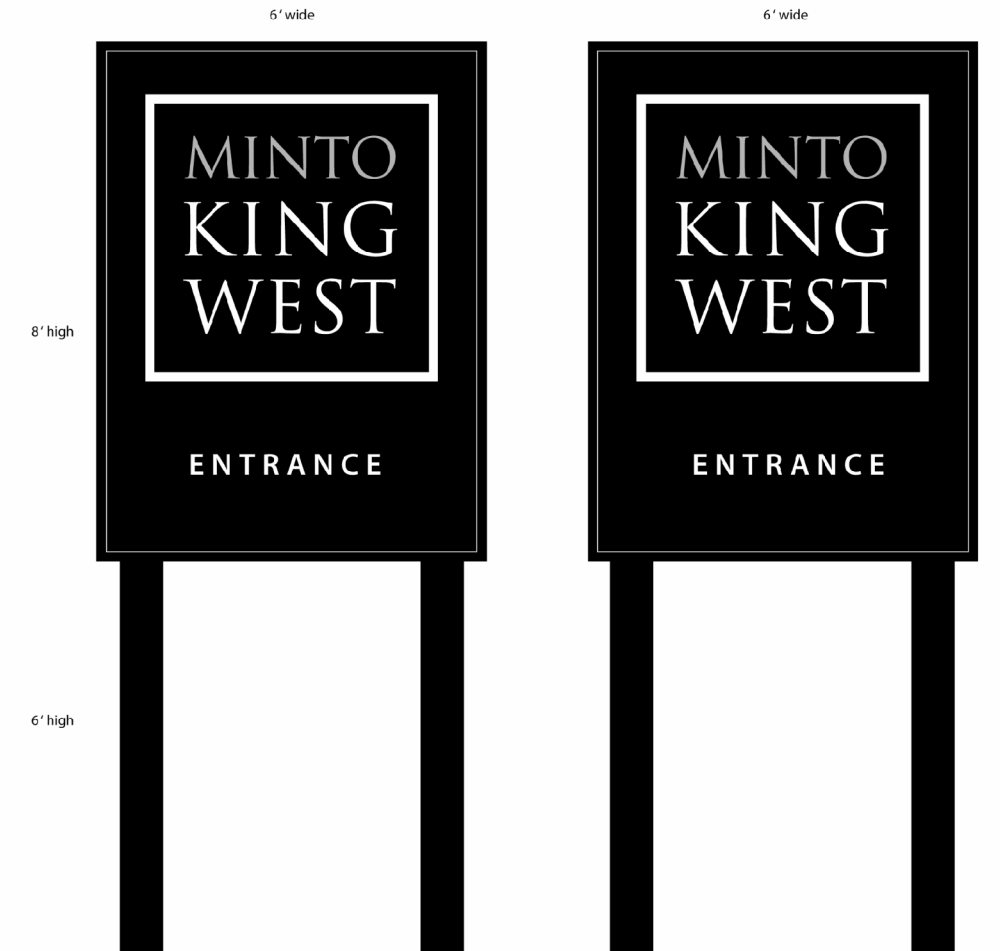 6' wide
6' wide
MINTO
KING
WEST
ENTRANCE
MINTO
KING
WEST
ENTRANCE
8' high
6' high